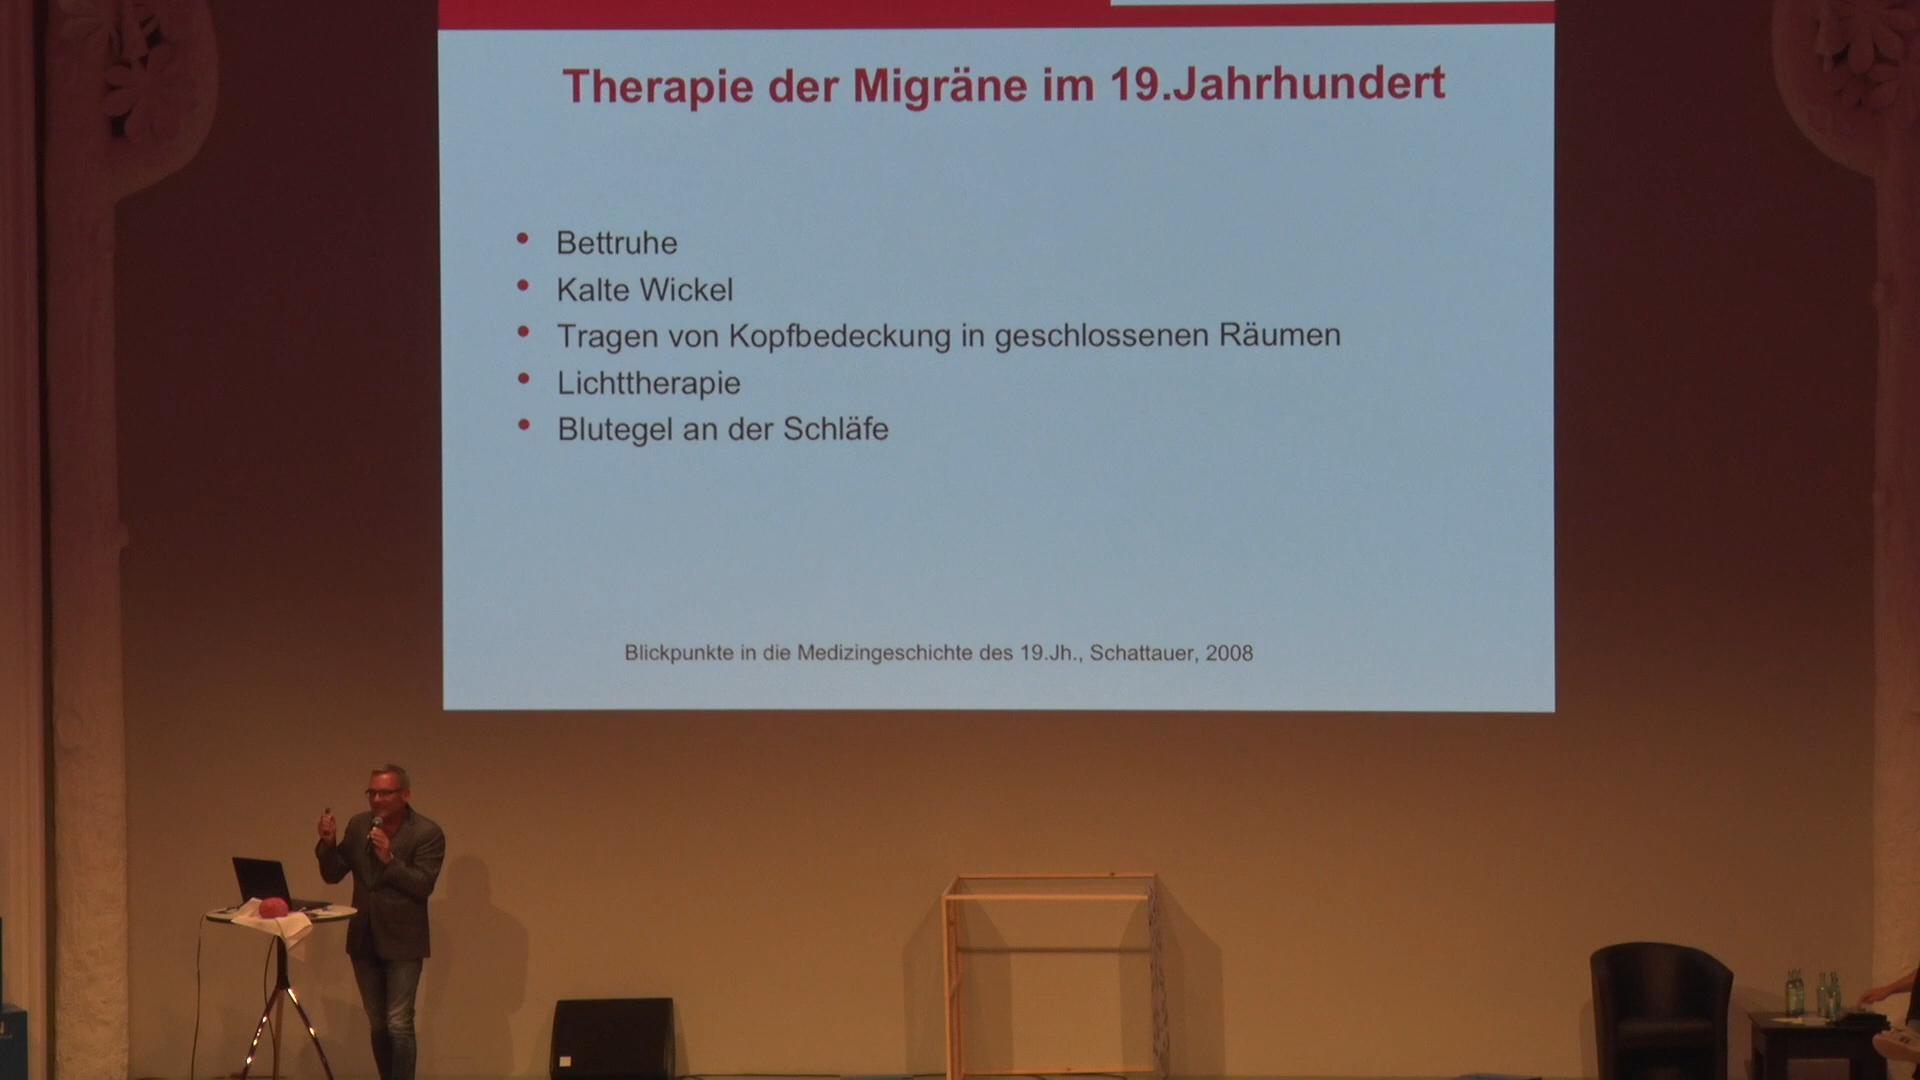 Therapie der Migräne im 19.Jahrhundert
• Bettruhe
• Kalte Wickel
• Tragen von Kopfbedeckung in geschlossenen Räumen
• Lichttherapie
• Blutegel an der Schläfe
Blickpunkte in die Medizingeschichte des 19.Jh., Schattauer, 2008